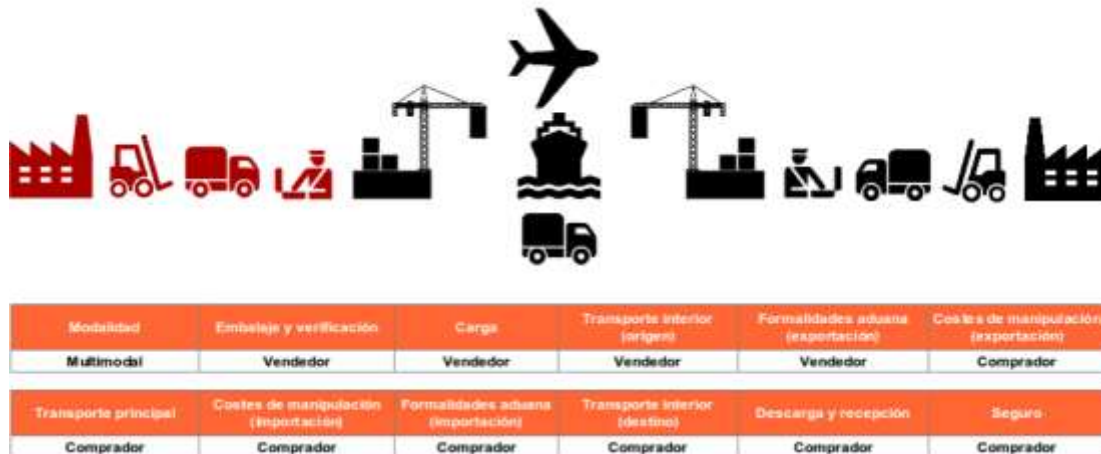 Modalidad Embalaje y verificación Carga Transporte interior (origen) Formalidades aduana (exportación) Costes de manipulación (exportación)
Multimodal Vendedor Vendedor Vendedor Vendedor Comprador
Transporte principal Costes de manipulación (importación) Formalidades aduana (importación) Transporte interior (destino) Descarga y recepción Seguro
Comprador Comprador Comprador Comprador Comprador Comprador